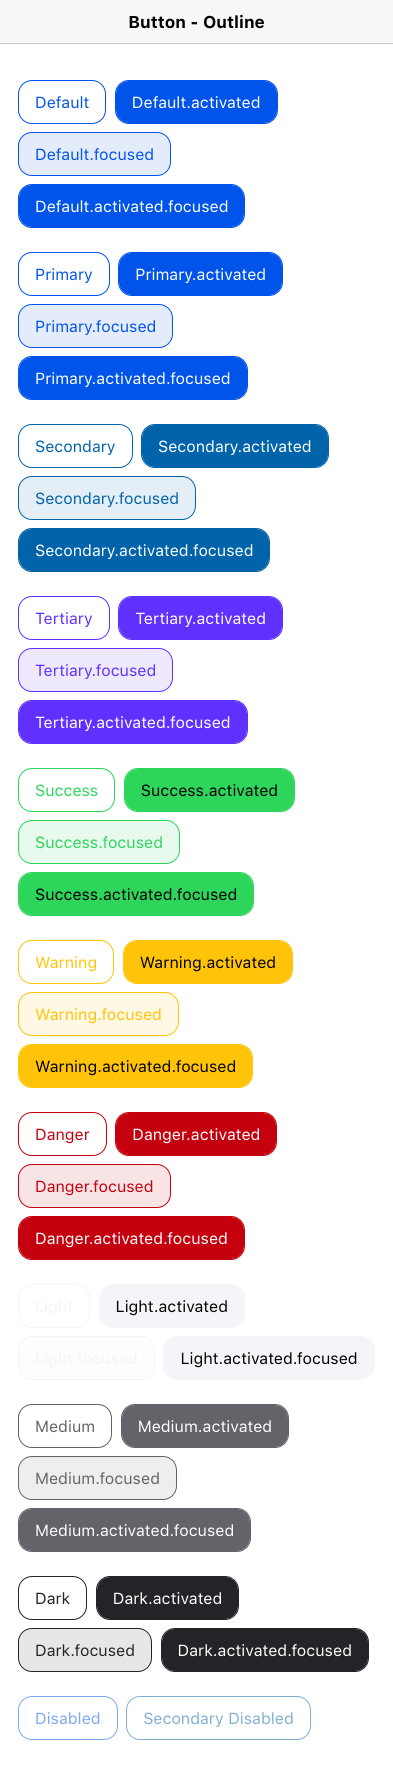 Button - Outline
Default Default.activated
Default.focused
Default.activated.focused
Primary Primary.activated
Primary.focused
Primary.activated.focused
Secondary Secondary.activated
Secondary.focused
Secondary.activated.focused
Tertiary Tertiary.activated
Tertiary.focused
Tertiary.activated.focused
Success Success.activated
Success.focused
Success.activated.focused
Warning Warning.activated
Warning.focused
Warning.activated.focused
Danger Danger.activated
Danger.focused
Danger.activated.focused
Light Light.activated
Light.focused Light.activated.focused
Medium Medium.activated
Medium.focused
Medium.activated.focused
Dark Dark.activated
Dark.focused Dark.activated.focused
Disabled Secondary Disabled